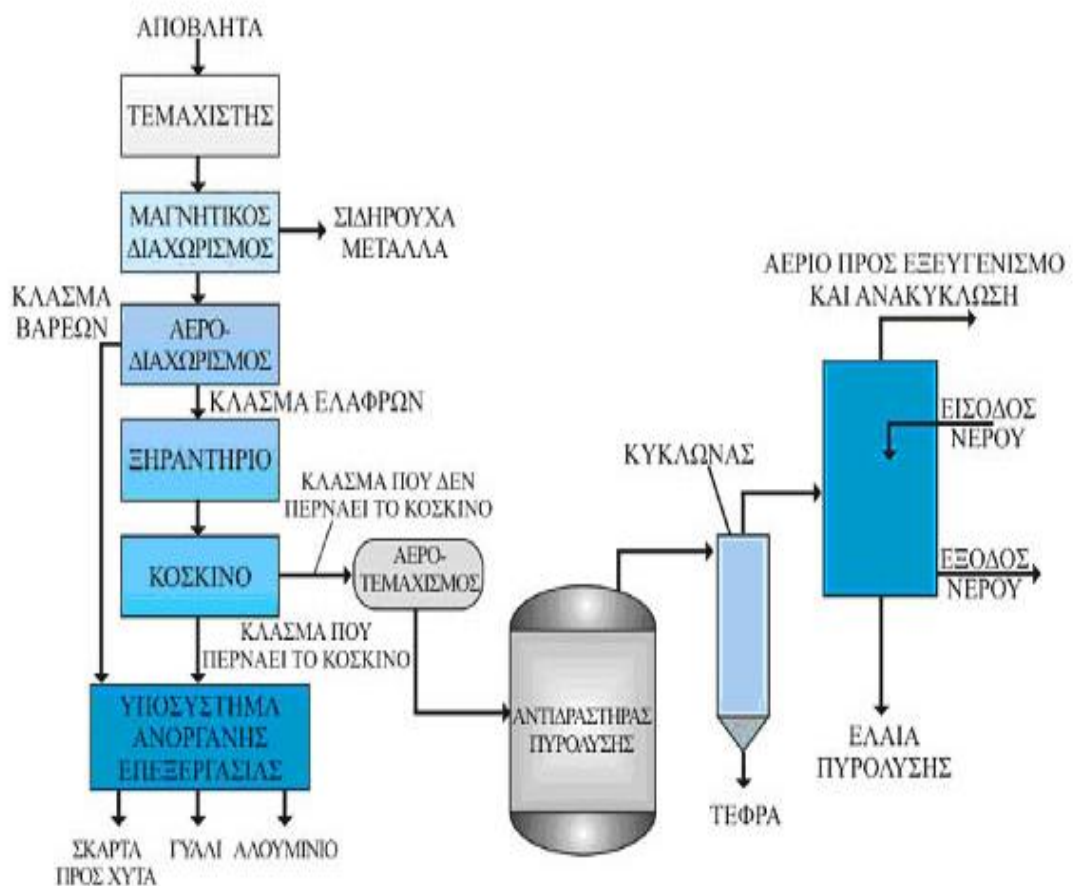 ΑΠΟΒΛΗΤΑ
ΤΕΜΑΧΙΣΤΗΣ
ΜΑΓΝΗΤΙΚΟΣ
ΔΙΑΧΩΡΙΣΜΟΣ
ΣΙΔΗΡΟΥΧΑ
ΜΕΤΑΛΛΑ
ΚΛΑΣΜΑ
ΒΑΡΕΩΝ
ΑΕΡΟ-
ΔΙΑΧΩΡΙΣΜΟΣ
ΚΛΑΣΜΑ ΕΛΑΦΡΩΝ
ΞΗΡΑΝΤΗΡΙΟ
ΚΛΑΣΜΑ ΠΟΥ ΔΕΝ
ΠΕΡΝΑΕΙ ΤΟ ΚΟΣΚΙΝΟ
ΚΟΣΚΙΝΟ
ΑΕΡΟ-
ΤΕΜΑΧΙΣΜΟΣ
ΚΛΑΣΜΑ ΠΟΥ
ΠΕΡΝΑΕΙ ΤΟ ΚΟΣΚΙΝΟ
ΥΠΟΣΥΣΤΗΜΑ
ΑΝΟΡΓΑΝΗΣ
ΕΠΕΞΕΡΓΑΣΙΑΣ
ΣΚΑΡΤΑ
ΠΡΟΣ ΧΥΤΑ
ΓΥΑΛΙ
ΑΛΟΥΜΙΝΙΟ
ΑΝΤΙΔΡΑΣΤΗΡΑΣ
ΠΥΡΟΛΥΣΗΣ
ΚΥΚΛΩΝΑΣ
ΤΕΦΡΑ
ΑΕΡΙΟ ΠΡΟΣ ΕΞΕΥΓΕΝΙΣΜΟ
ΚΑΙ ΑΝΑΚΥΚΛΩΣΗ
ΕΙΣΟΔΟΣ
ΝΕΡΟΥ
ΕΞΟΔΟΣ
ΝΕΡΟΥ
ΕΛΑΙΑ
ΠΥΡΟΛΥΣΗΣ